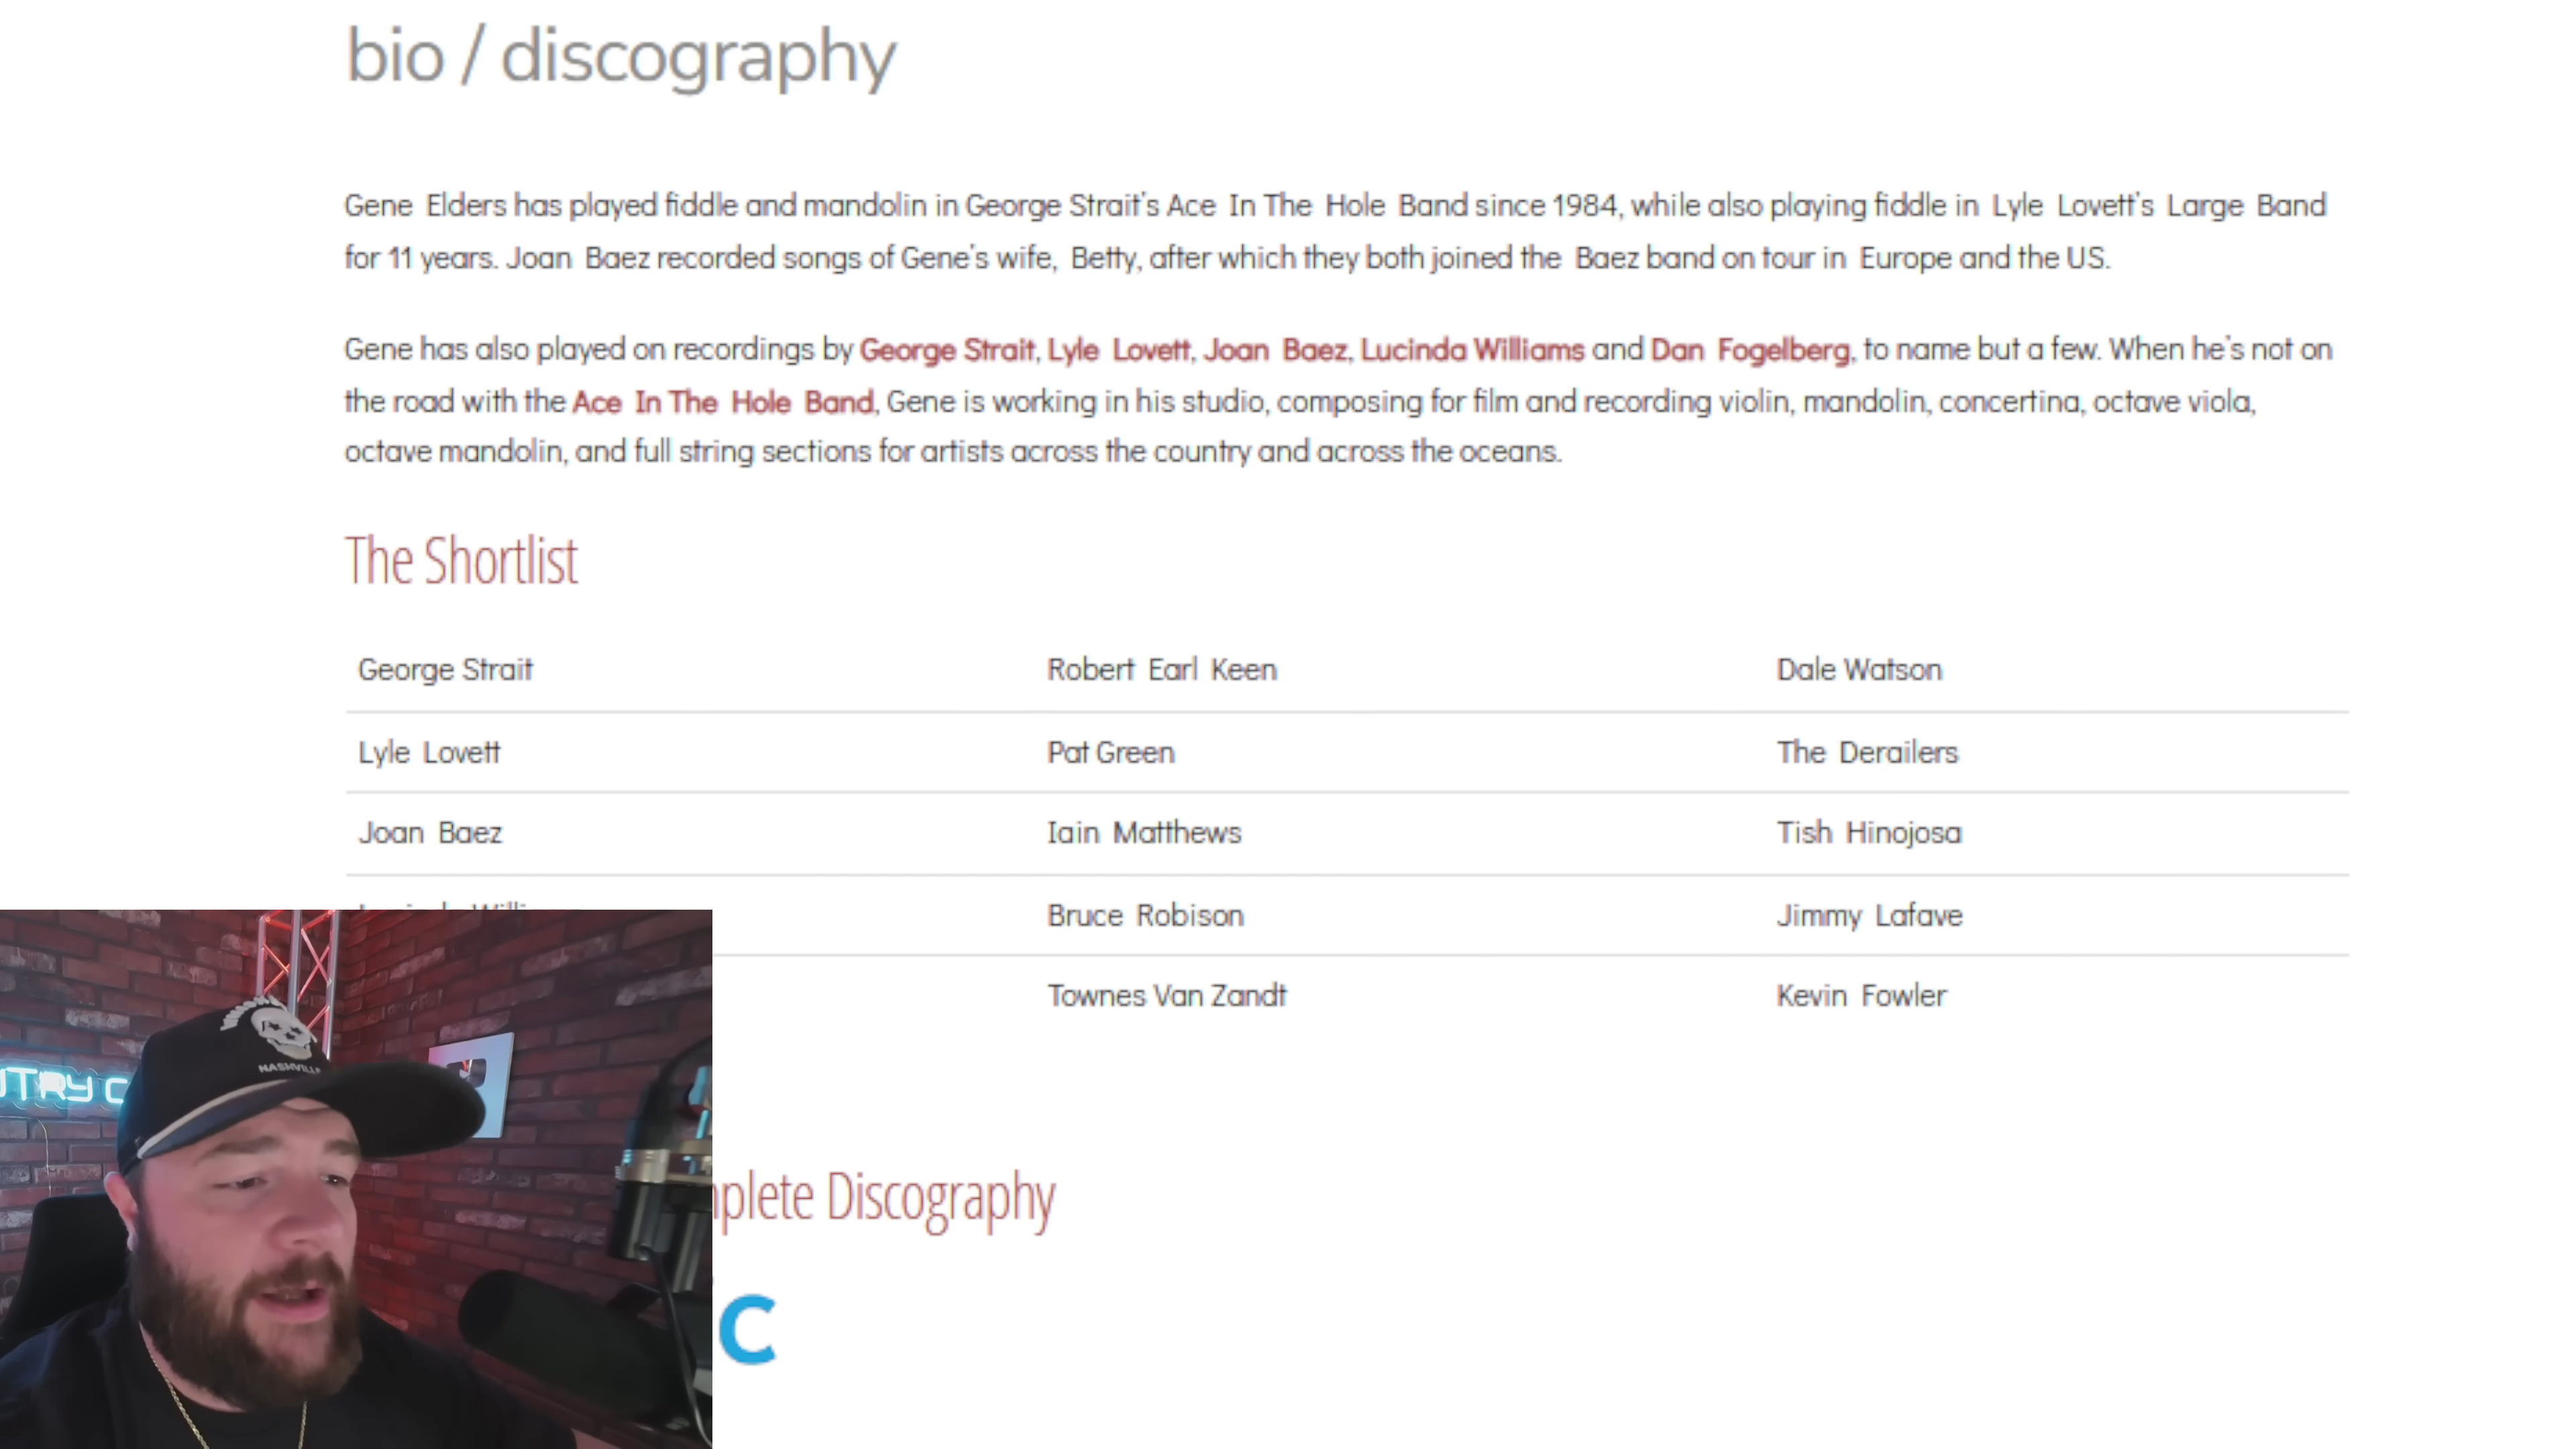 bio / discography
Gene Elders has played fiddle and mandolin in George Strait's Ace In The Hole Band since 1984, while also playing fiddle in Lyle Lovett's Large Band
for 11 years. Joan Baez recorded songs of Gene's wife, Betty, after which they both joined the Baez band on tour in Europe and the US.
Gene has also played on recordings by George Strait, Lyle Lovett, Joan Baez, Lucinda Williams and Dan Fogelberg, to name but a few. When he's not on
the road with the Ace In The Hole Band, Gene is working in his studio, composing for film and recording violin, mandolin, concertina, octave viola,
octave mandolin, and full string sections for artists across the country and across the oceans.
The Shortlist
George Strait Robert Earl Keen Dale Watson
Lyle Lovett Pat Green The Derailers
Joan Baez Iain Matthews Tish Hinojosa
Bruce Robison Jimmy Lafave
Townes Van Zandt Kevin Fowler
NASHVILLE
TRY C
plete Discography
C